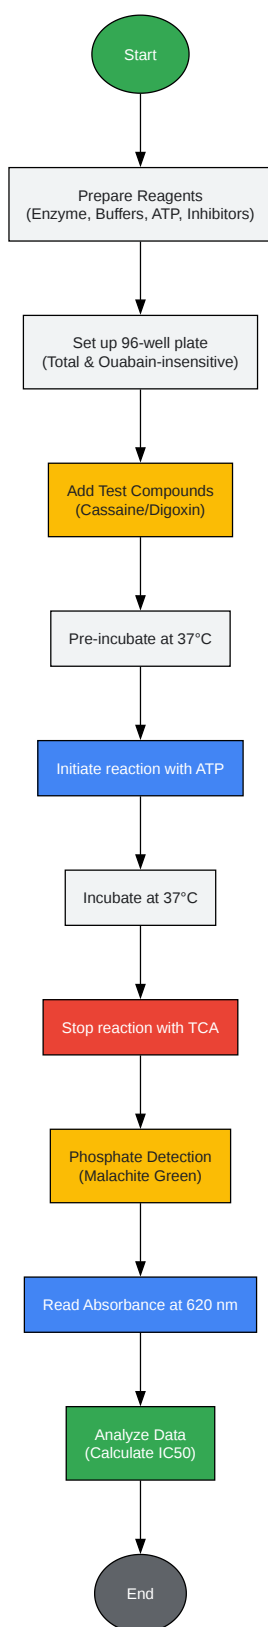 Start
Prepare Reagents
(Enzyme, Buffers, ATP, Inhibitors)
Set up 96-well plate
(Total & Ouabain-insensitive)
Add Test Compounds
(Cassaine/Digoxin)
Pre-incubate at 37°C
Initiate reaction with ATP
Incubate at 37°C
Stop reaction with TCA
Phosphate Detection
(Malachite Green)
Read Absorbance at 620 nm
Analyze Data
(Calculate IC50)
End